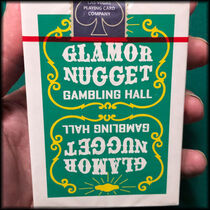 LAS VEGAS
PLAYING CARD
COMPANY
GLAMOR
NUGGET
GAMBLING HALL
GAMBLING HALL
NUGGET
GLAMOR